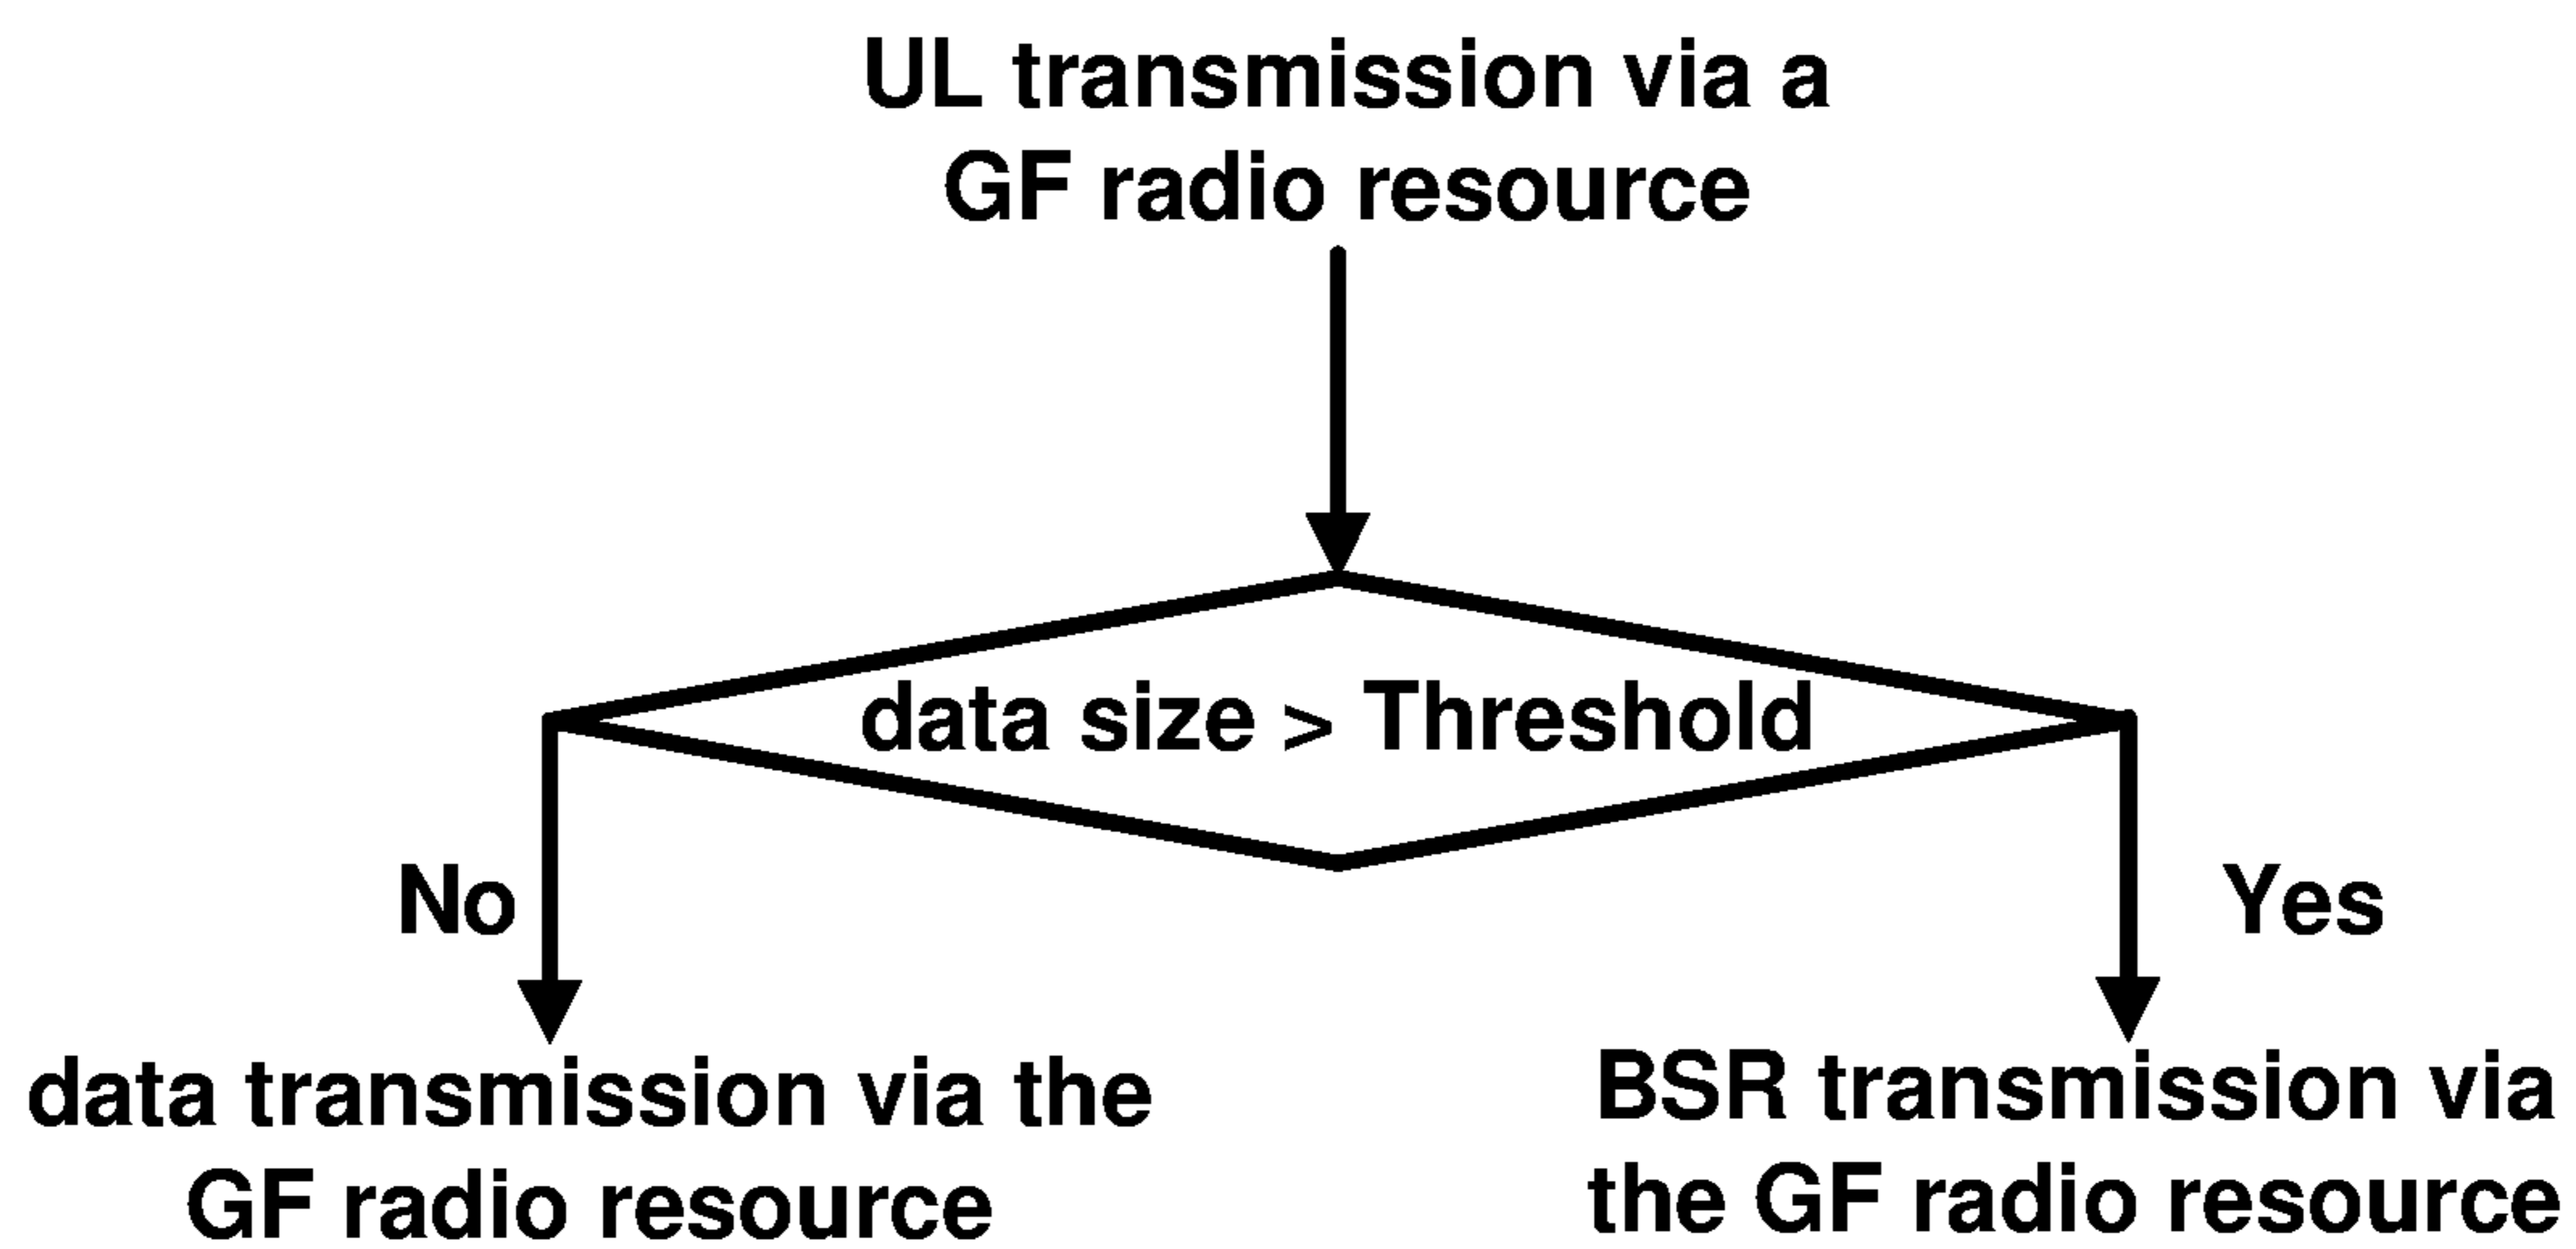 UL transmission via a
GF radio resource
data size > Threshold
No
Yes
data transmission via the
GF radio resource
BSR transmission via
the GF radio resource